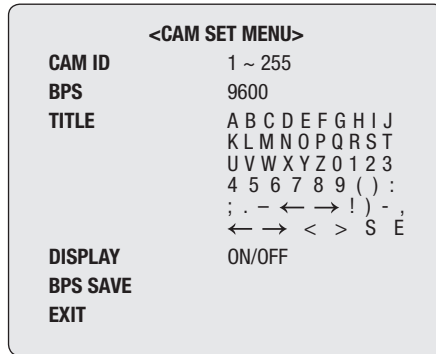 <CAM SET MENU>
CAM ID 1 ~ 255
BPS 9600
TITLE A B C D E F G H I J
K L M N O P Q R S T
U V W X Y Z 0 1 2 3
4 5 6 7 8 9 ( ) :
; . – ← → ! ) - ,
← → < > S E
DISPLAY ON/OFF
BPS SAVE
EXIT